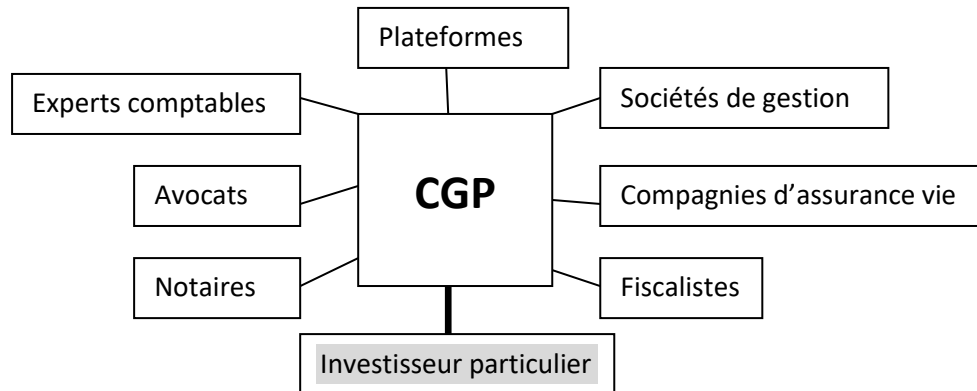 Plateformes
Experts comptables
Sociétés de gestion
Avocats
CGP
Compagnies d’assurance vie
Notaires
Fiscalistes
Investisseur particulier